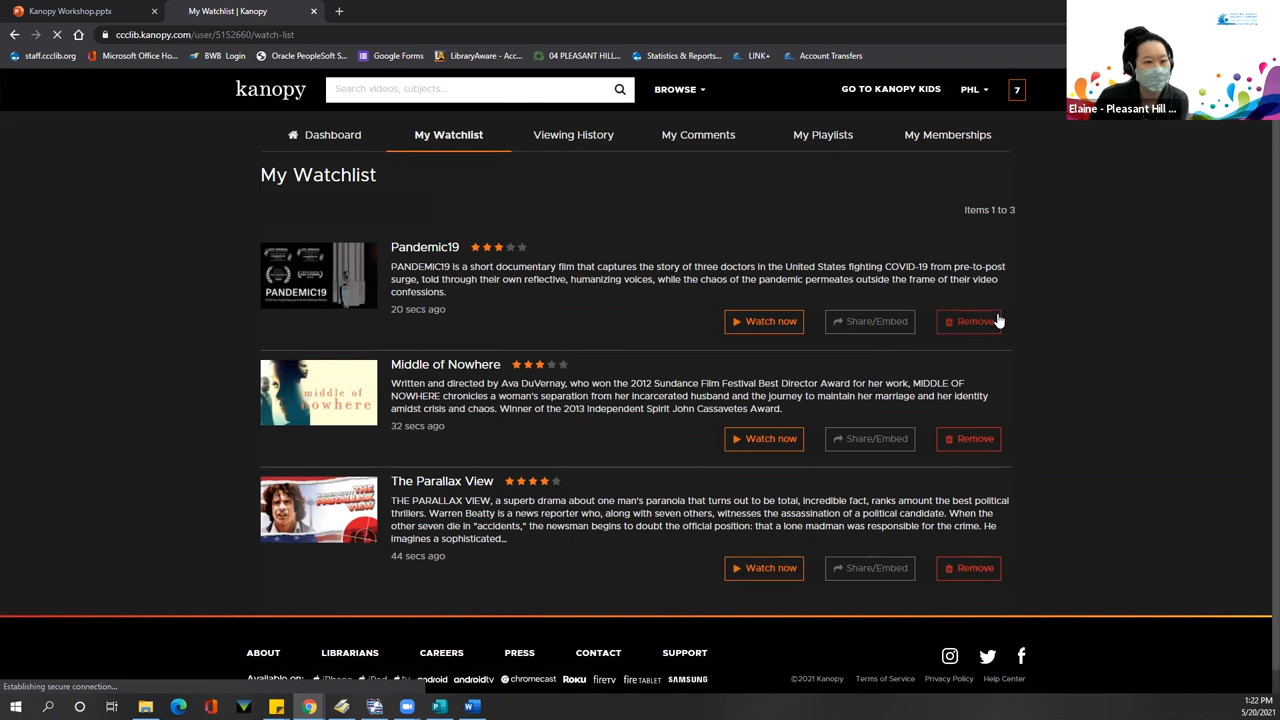 Kanopy Workshop.pptx
My Watchlist | Kanopy
ccclib.kanopy.com/user/5152660/watch-list
staff.ccclib.org Microsoft Office Ho... BWB Login Oracle PeopleSoft S... Google Forms LibraryAware - Acc... 04 PLEASANT HILL... Statistics & Reports... LINK+ Account Transfers
Elaine - Pleasant Hill ...
kanopy Search videos, subjects... BROWSE GO TO KANOPY KIDS PHL 7
Dashboard My Watchlist Viewing History My Comments My Playlists My Memberships
My Watchlist
Items 1 to 3
Pandemic19
PANDEMIC19 is a short documentary film that captures the story of three doctors in the United States fighting COVID-19 from pre-to-post
surge, told through their own reflective, humanizing voices, while the chaos of the pandemic permeates outside the frame of their video
confessions.
PANDEMIC19
20 secs ago
Watch now Share/Embed Remove
Middle of Nowhere
Written and directed by Ava DuVernay, who won the 2012 Sundance Film Festival Best Director Award for her work, MIDDLE OF
NOWHERE chronicles a woman's separation from her incarcerated husband and the journey to maintain her marriage and her identity
amidst crisis and chaos. Winner of the 2013 Independent Spirit John Cassavetes Award.
middle of
nowhere
32 secs ago
Watch now Share/Embed Remove
The Parallax View
THE PARALLAX VIEW, a superb drama about one man's paranoia that turns out to be total, incredible fact, ranks amount the best political
thrillers. Warren Beatty is a news reporter who, along with seven others, witnesses the assassination of a political candidate. When the
other seven die in "accidents," the newsman begins to doubt the official position: that a lone madman was responsible for the crime. He
imagines a sophisticated...
THE
PARALLAX
VIEW
44 secs ago
Watch now Share/Embed Remove
ABOUT LIBRARIANS CAREERS PRESS CONTACT SUPPORT
Available on: iPhone iPad tv android androidtv chromecast Roku firetv fireTABLET SAMSUNG
©2021 Kanopy Terms of Service Privacy Policy Help Center
Establishing secure connection...
1:22 PM
5/20/2021